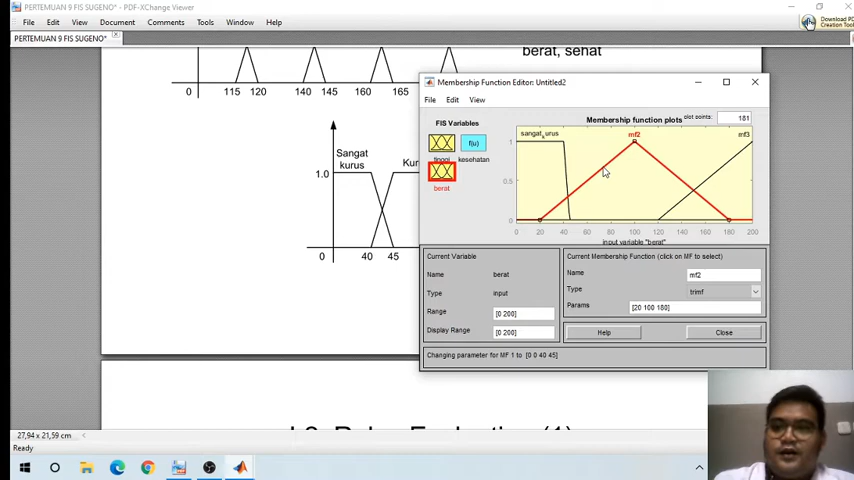 PERTEMUAN 9 FIS SUGENO* - PDF-XChange Viewer
File Edit View Document Comments Tools Window Help
Download PDF
Creation Tools
PERTEMUAN 9 FIS SUGENO*
berat, sehat
0 115 120 140 145 160 165
Sangat
kurus
1.0
0 40 45
Membership Function Editor: Untitled2
File Edit View
FIS Variables
f(u)
tinggi kesehatan
berat
Membership function plots
plot points: 181
sangat_kurus mf2 mf3
1
0.5
0
0 20 40 60 80 100 120 140 160 180 200
input variable "berat"
Current Variable
Name berat
Type input
Range [0 200]
Display Range [0 200]
Current Membership Function (click on MF to select)
Name mf2
Type trimf
Params [20 100 180]
Help Close
Changing parameter for MF 1 to [0 0 40 45]
27,94 x 21,59 cm
Ready